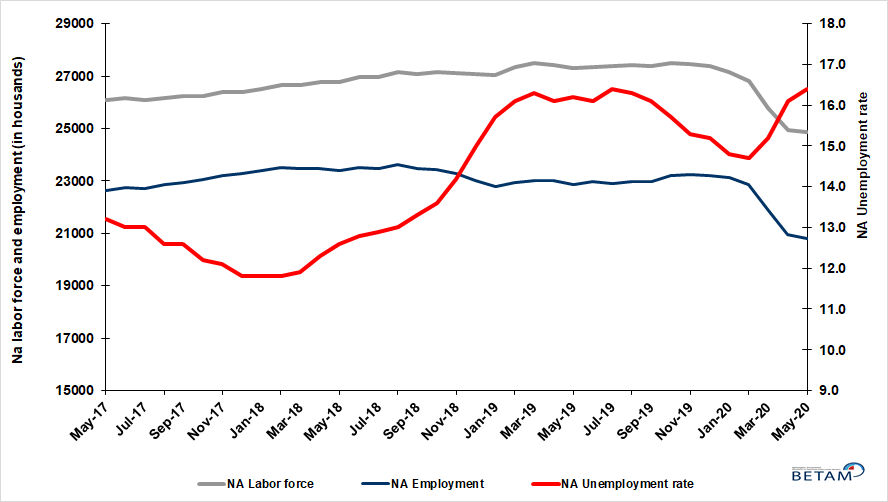 Na labor force and employment (in housands)
29000
27000
25000
23000
21000
19000
17000
15000
18.0
17.0
16.0
15.0
14.0
13.0
12.0
11.0
10.0
9.0
NA Unemployment rate
May-17
Jul-17
Sep-17
Nov-17
Jan-18
Mar-18
May-18
Jul-18
Sep-18
Nov-18
Jan-19
Mar-19
May-19
Jul-19
Sep-19
Nov-19
Jan-20
Mar-20
May-20
NA Labor force
NA Employment
NA Unemployment rate
BETAM